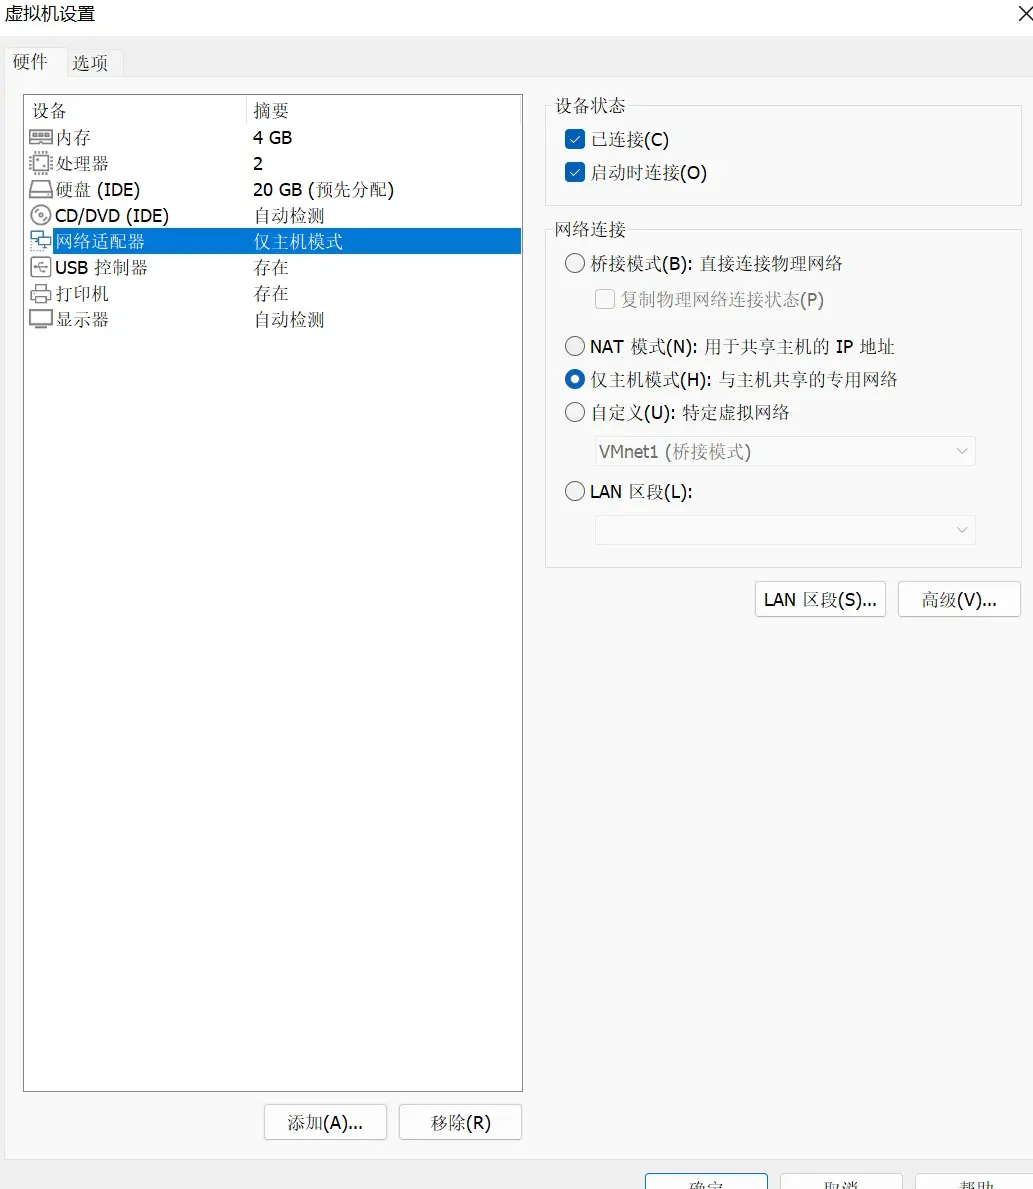 虚拟机设置
硬件 选项
设备 摘要
内存 4 GB
处理器 2
硬盘 (IDE) 20 GB (预先分配)
CD/DVD (IDE) 自动检测
网络适配器 仅主机模式
USB 控制器 存在
打印机 存在
显示器 自动检测
添加(A)... 移除(R)
设备状态
已连接(C)
启动时连接(O)
网络连接
桥接模式(B): 直接连接物理网络
复制物理网络连接状态(P)
NAT 模式(N): 用于共享主机的 IP 地址
仅主机模式(H): 与主机共享的专用网络
自定义(U): 特定虚拟网络
VMnet1 (桥接模式)
LAN 区段(L):
LAN 区段(S)... 高级(V)...
确定 取消 帮助